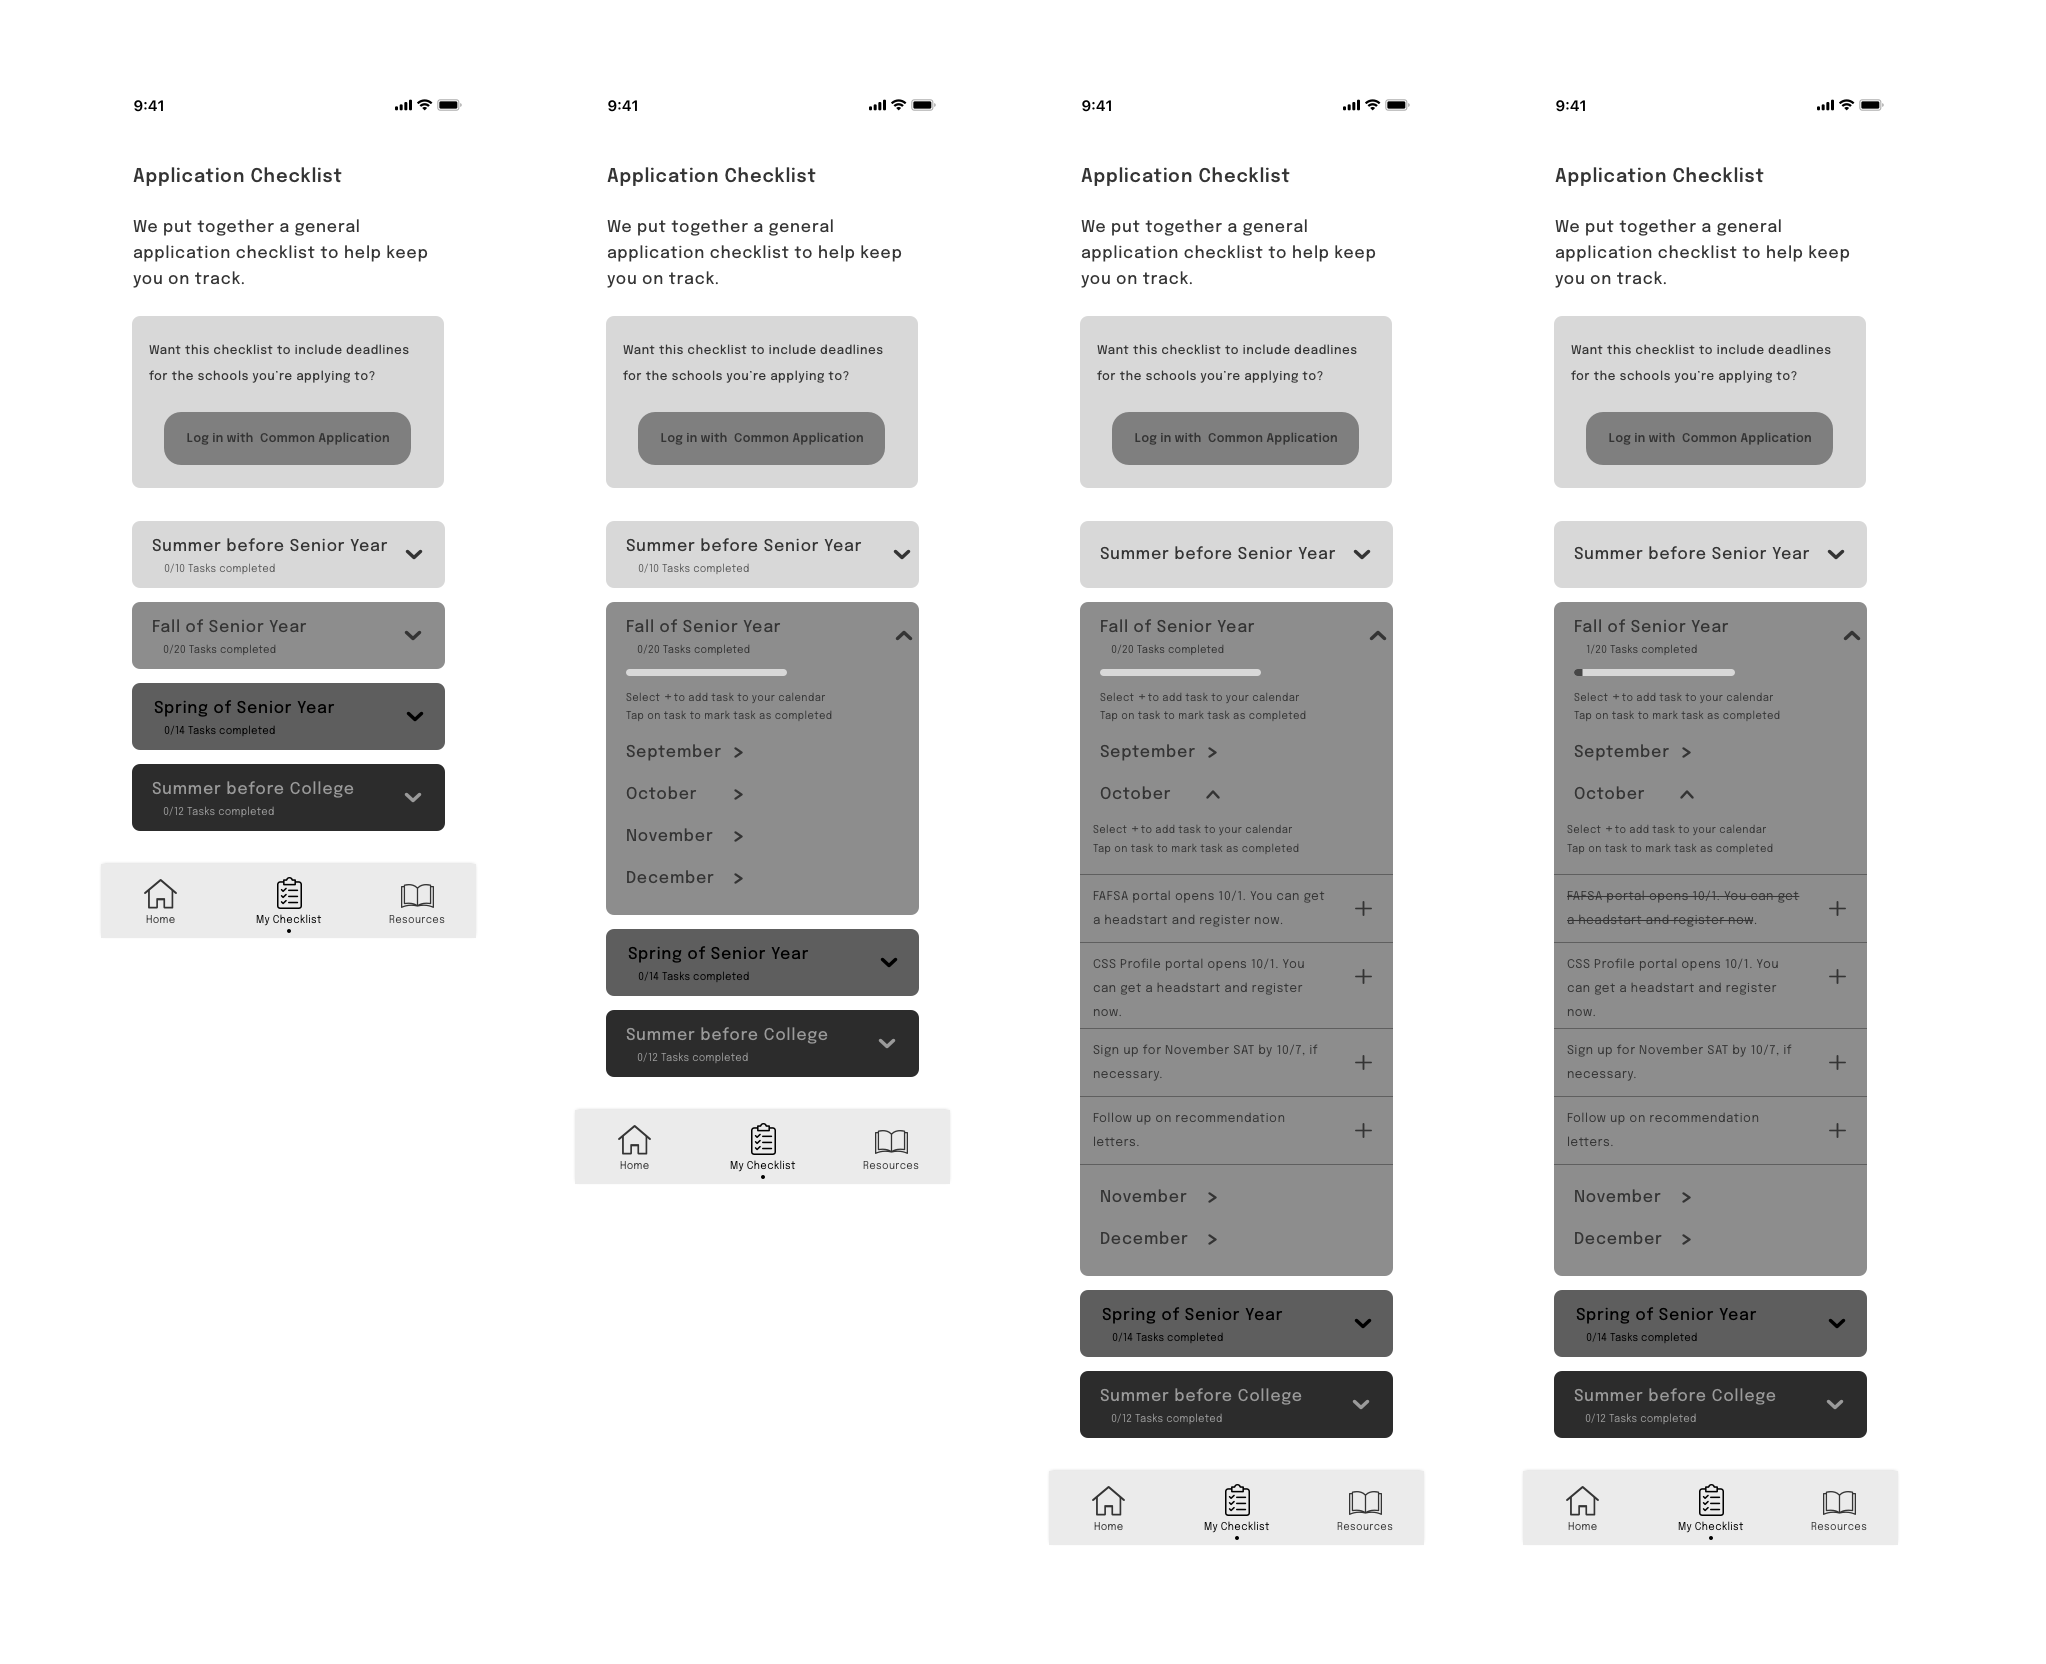 9:41
Application Checklist
We put together a general
application checklist to help keep
you on track.
Want this checklist to include deadlines
for the schools you're applying to?
Log in with Common Application
Summer before Senior Year
0/10 Tasks completed
Fall of Senior Year
0/20 Tasks completed
Spring of Senior Year
0/14 Tasks completed
Summer before College
0/12 Tasks completed
Home
My Checklist
Resources
9:41
Application Checklist
We put together a general
application checklist to help keep
you on track.
Want this checklist to include deadlines
for the schools you're applying to?
Log in with Common Application
Summer before Senior Year
0/10 Tasks completed
Fall of Senior Year
0/20 Tasks completed
Select + to add task to your calendar
Tap on task to mark task as completed
September >
October >
November >
December >
Spring of Senior Year
0/14 Tasks completed
Summer before College
0/12 Tasks completed
Home
My Checklist
Resources
9:41
Application Checklist
We put together a general
application checklist to help keep
you on track.
Want this checklist to include deadlines
for the schools you're applying to?
Log in with Common Application
Summer before Senior Year
Fall of Senior Year
0/20 Tasks completed
Select + to add task to your calendar
Tap on task to mark task as completed
September >
October
Select + to add task to your calendar
Tap on task to mark task as completed
FAFSA portal opens 10/1. You can get
a headstart and register now.
CSS Profile portal opens 10/1. You
can get a headstart and register
now.
Sign up for November SAT by 10/7, if
necessary.
Follow up on recommendation
letters.
November >
December >
Spring of Senior Year
0/14 Tasks completed
Summer before College
0/12 Tasks completed
Home
My Checklist
Resources
9:41
Application Checklist
We put together a general
application checklist to help keep
you on track.
Want this checklist to include deadlines
for the schools you're applying to?
Log in with Common Application
Summer before Senior Year
Fall of Senior Year
1/20 Tasks completed
Select + to add task to your calendar
Tap on task to mark task as completed
September >
October
Select + to add task to your calendar
Tap on task to mark task as completed
FAFSA portal opens 10/1. You can get
a headstart and register now.
CSS Profile portal opens 10/1. You
can get a headstart and register
now.
Sign up for November SAT by 10/7, if
necessary.
Follow up on recommendation
letters.
November >
December >
Spring of Senior Year
0/14 Tasks completed
Summer before College
0/12 Tasks completed
Home
My Checklist
Resources